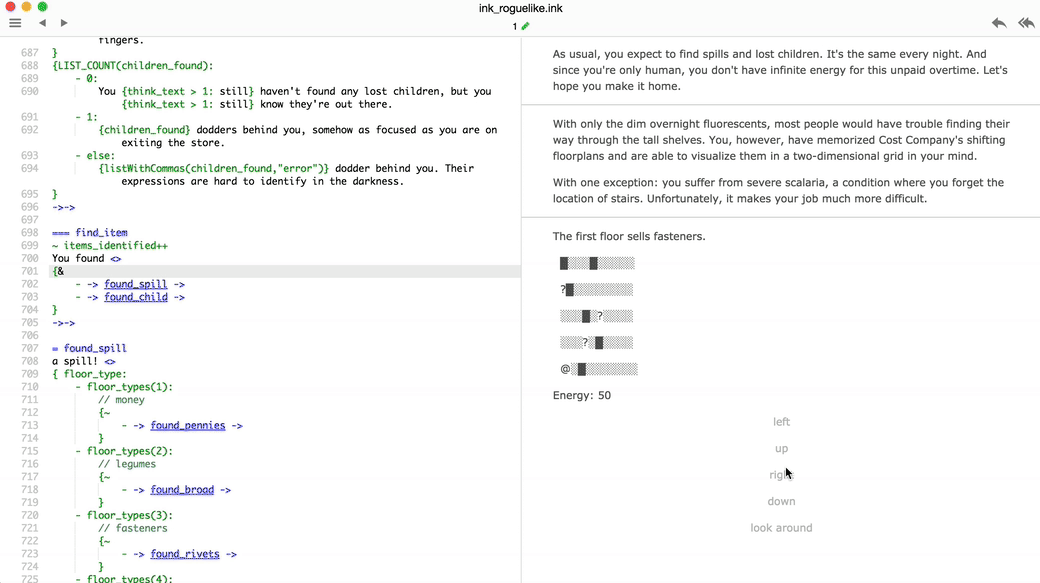 ink_roguelike.ink
1
fingers.
687 }
688 {LIST_COUNT(children_found):
689 - 0:
690 You {think_text > 1: still} haven't found any lost children, but you
{think_text > 1: still} know they're out there.
691 - 1:
692 {children_found} dodders behind you, somehow as focused as you are on
exiting the store.
693 - else:
694 {listWithCommas(children_found,"error")} dodder behind you. Their
expressions are hard to identify in the darkness.
695 }
696 ->->
697
698 === find_item
699 ~ items_identified++
700 You found <>
701 {&
702 - -> found_spill ->
703 - -> found_child ->
704 }
705 ->->
706
707 = found_spill
708 a spill! <>
709 { floor_type:
710 - floor_types(1):
711 // money
712 {~
713 - -> found_pennies ->
714 }
715 - floor_types(2):
716 // legumes
717 {~
718 - -> found_broad ->
719 }
720 - floor_types(3):
721 // fasteners
722 {~
723 - -> found_rivets ->
724 }
725 - floor_types(4):
As usual, you expect to find spills and lost children. It's the same every night. And
since you're only human, you don't have infinite energy for this unpaid overtime. Let's
hope you make it home.
With only the dim overnight fluorescents, most people would have trouble finding their
way through the tall shelves. You, however, have memorized Cost Company's shifting
floorplans and are able to visualize them in a two-dimensional grid in your mind.
With one exception: you suffer from severe scalaria, a condition where you forget the
location of stairs. Unfortunately, it makes your job much more difficult.
The first floor sells fasteners.
▓░░░▓░░░░░
?▓░░░░░░░░
░░░▓░?░░░░
░░░?░▓░░░░
@░▓░░░░░░░
Energy: 50
left
up
right
down
look around